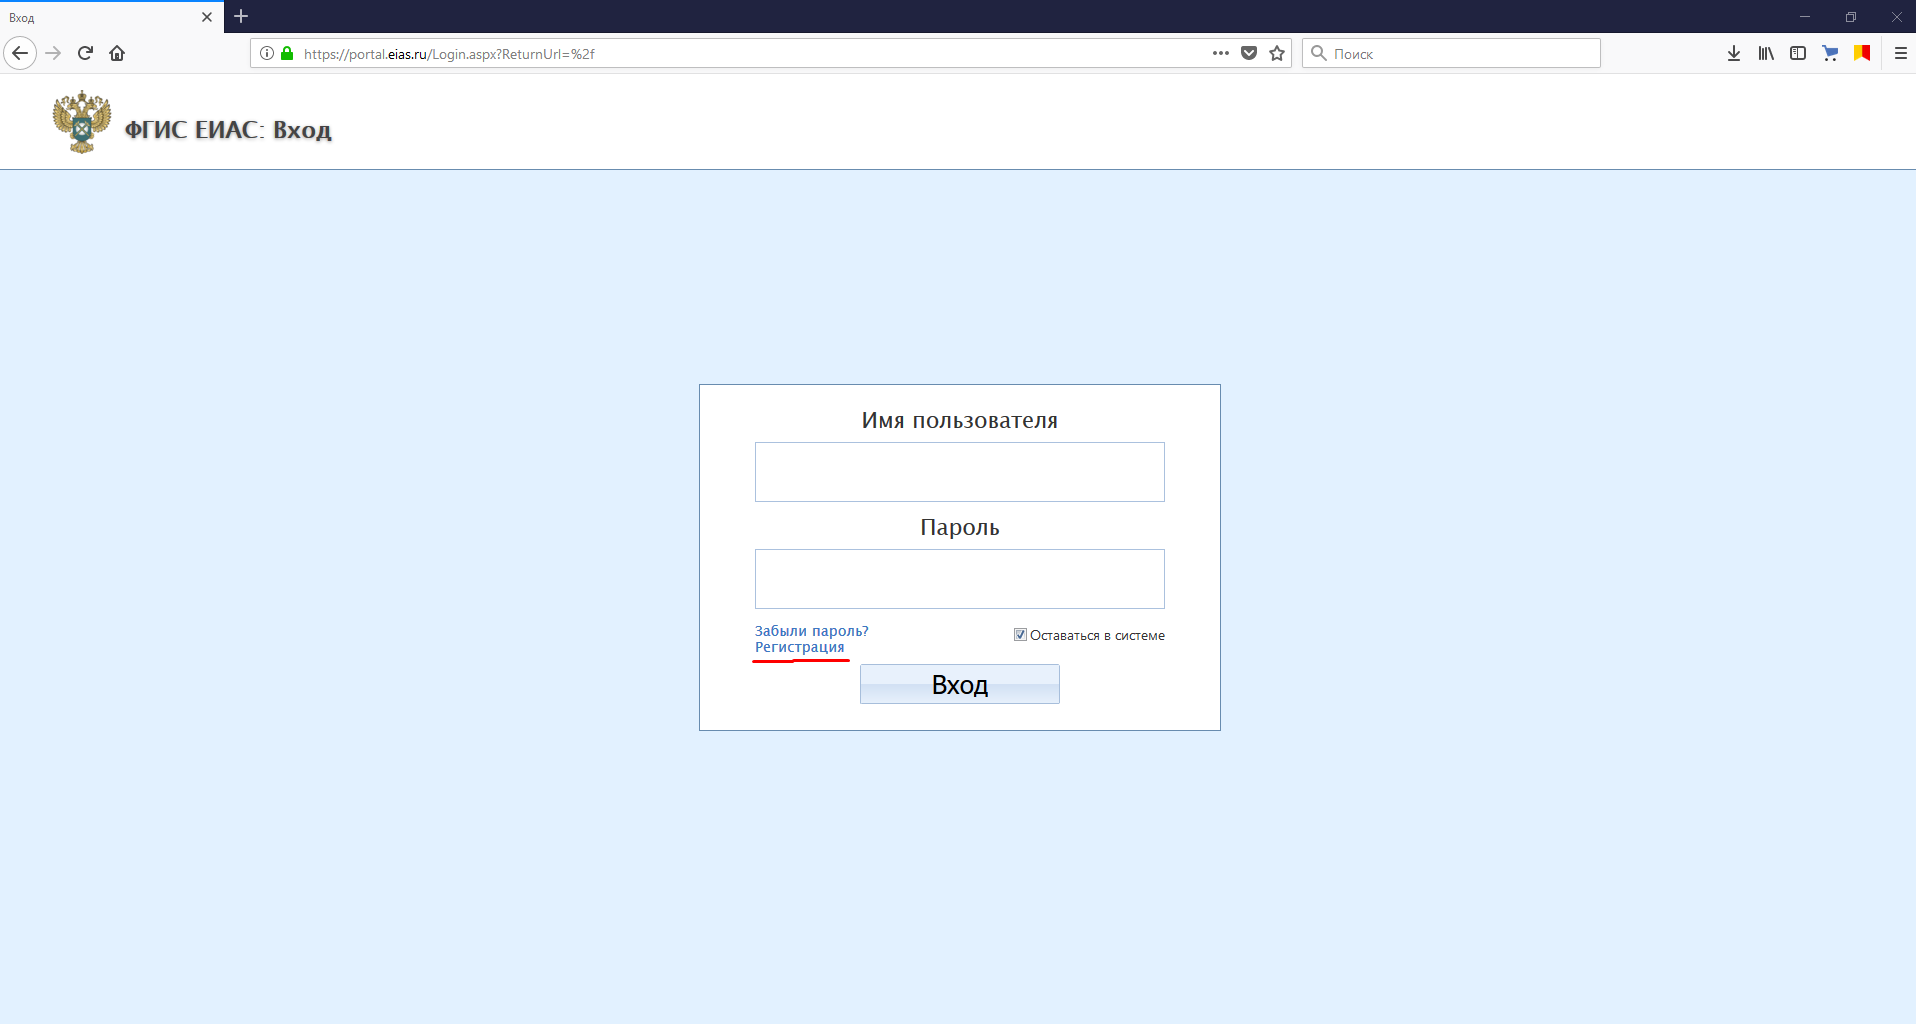 Вход
https://portal.eias.ru/Login.aspx?ReturnUrl=%2f
Поиск
ФГИС ЕИАС: Вход
Имя пользователя
Пароль
Забыли пароль?
Оставаться в системе
Регистрация
Вход